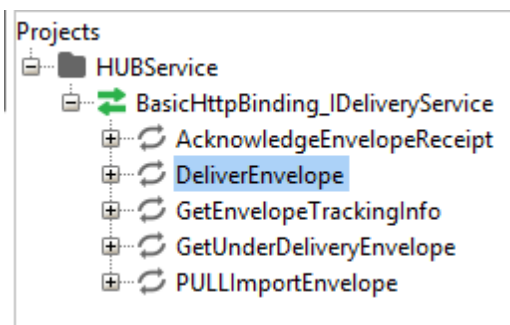 Projects
HUBService
BasicHttpBinding_IDeliveryService
AcknowledgeEnvelopeReceipt
DeliverEnvelope
GetEnvelopeTrackingInfo
GetUnderDeliveryEnvelope
PULLImportEnvelope